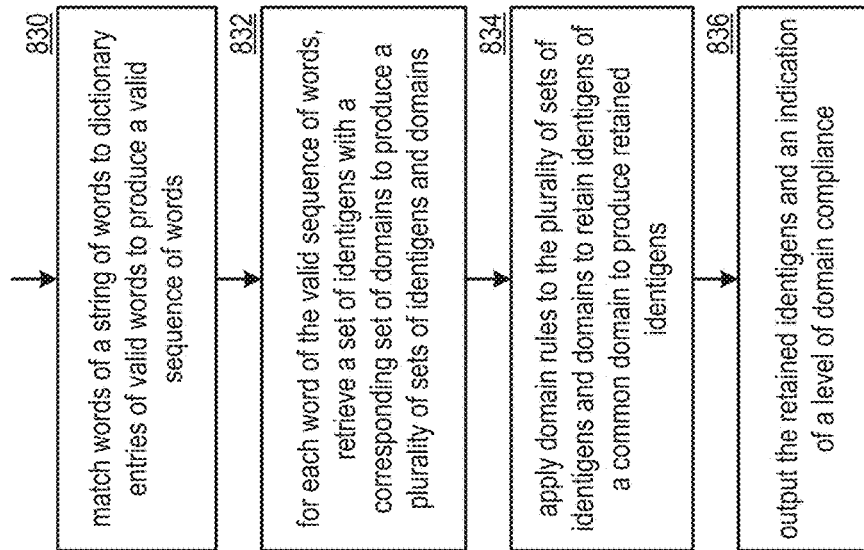 830
match words of a string of words to dictionary
entries of valid words to produce a valid
sequence of words
832
for each word of the valid sequence of words,
retrieve a set of identigens with a
corresponding set of domains to produce a
plurality of sets of identigens and domains
834
apply domain rules to the plurality of sets of
identigens and domains to retain identigens of
a common domain to produce retained
identigens
836
output the retained identigens and an indication
of a level of domain compliance